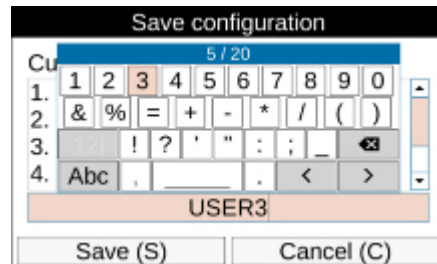 Save configuration
5 / 20
Cu
1 2 3 4 5 6 7 8 9 0
1.
& % = + - * / ( )
2.
! ? ' " : ; _
3.
Abc , _____ . < >
4.
USER3
Save (S) Cancel (C)